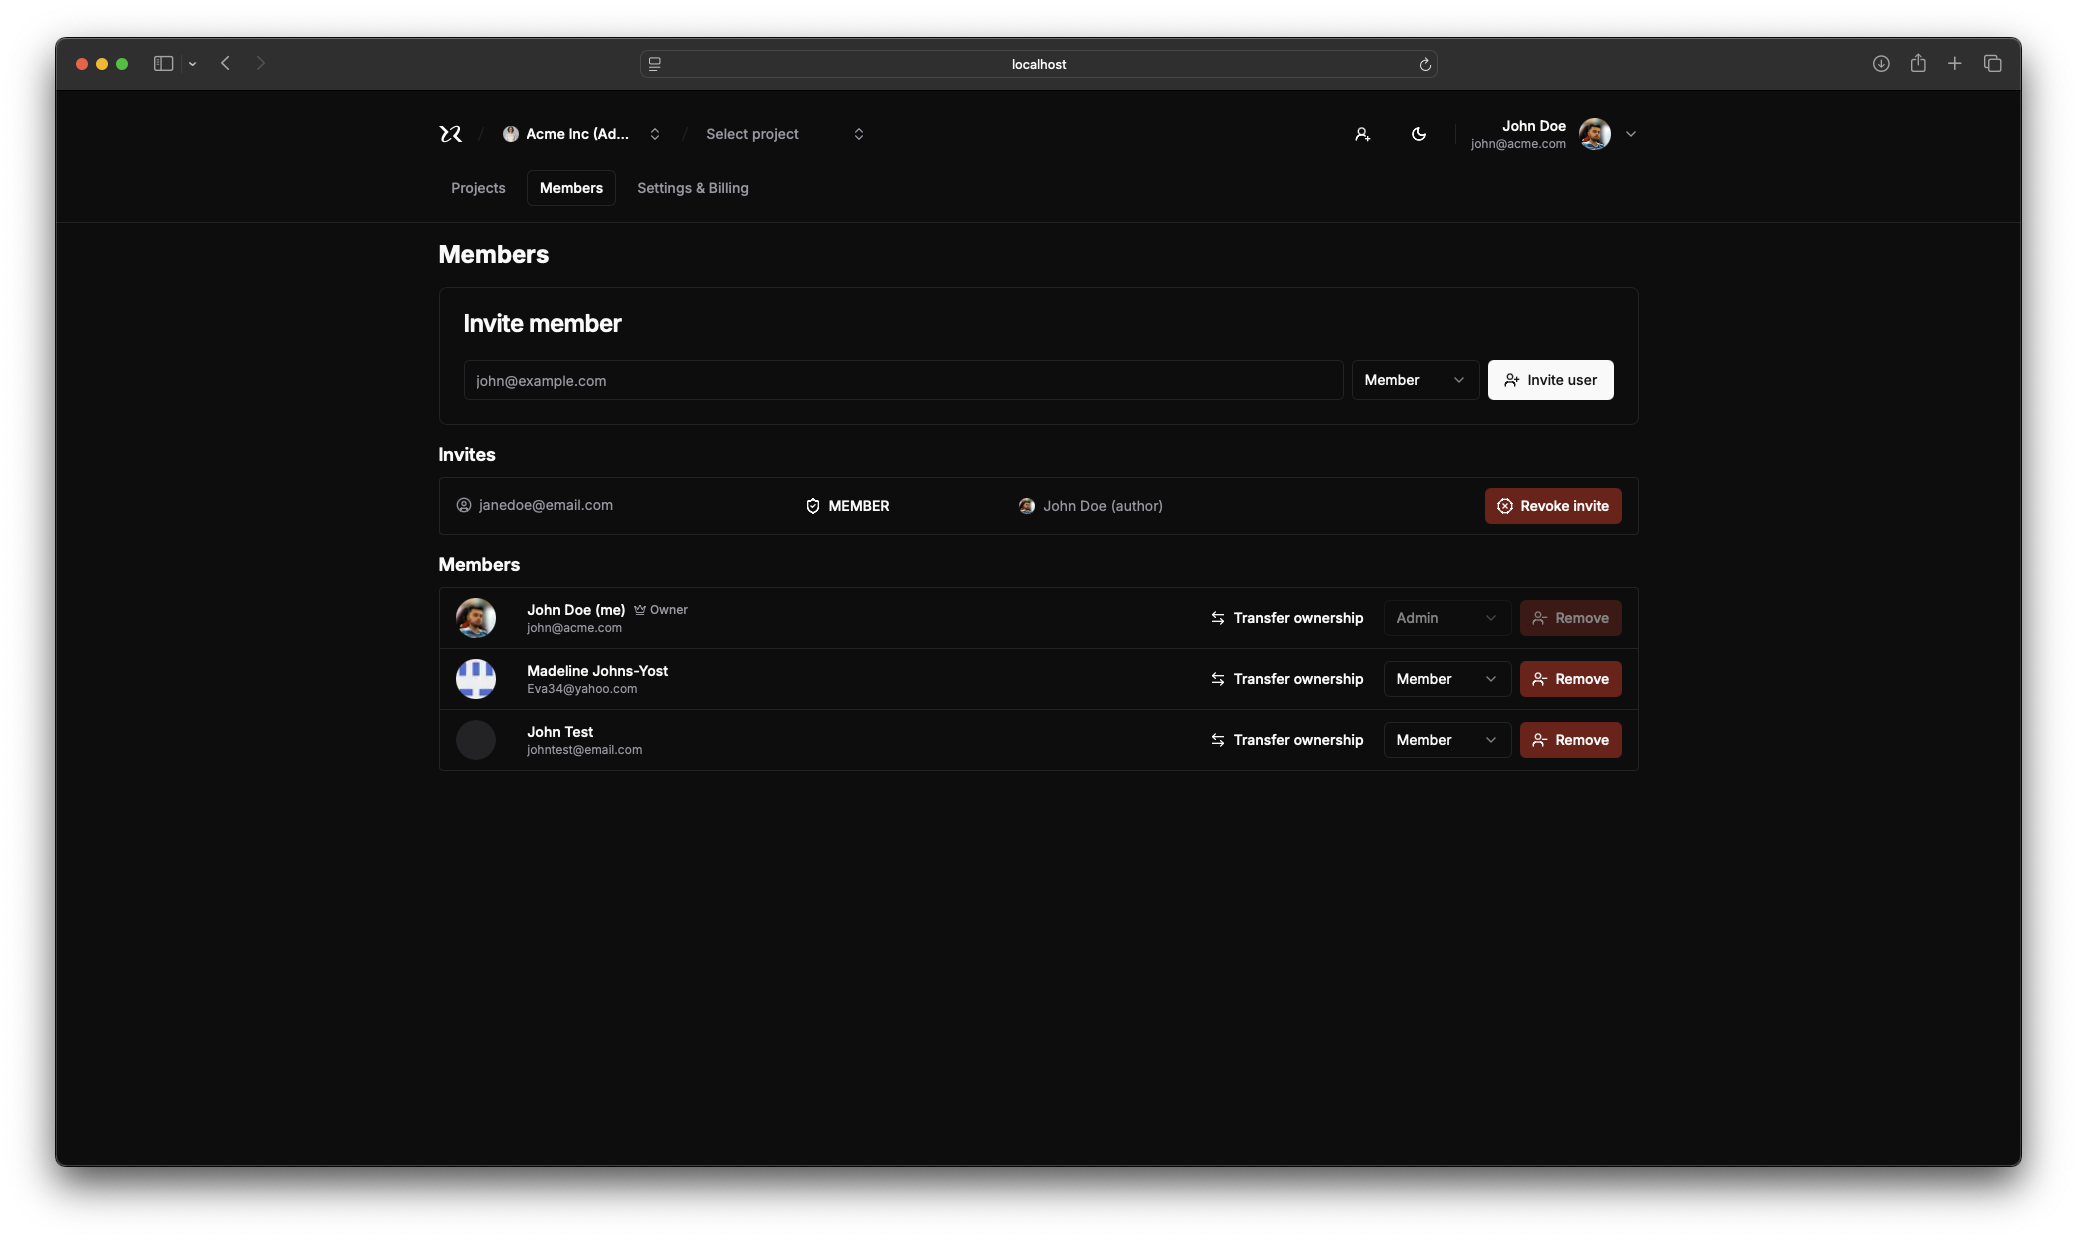 localhost
Acme Inc (Ad...
Select project
John Doe
john@acme.com
Projects
Members
Settings & Billing
Members
Invite member
john@example.com
Member
Invite user
Invites
janedoe@email.com
MEMBER
John Doe (author)
Revoke invite
Members
John Doe (me) Owner
john@acme.com
Transfer ownership
Admin
Remove
Madeline Johns-Yost
Eva34@yahoo.com
Transfer ownership
Member
Remove
John Test
johntest@email.com
Transfer ownership
Member
Remove